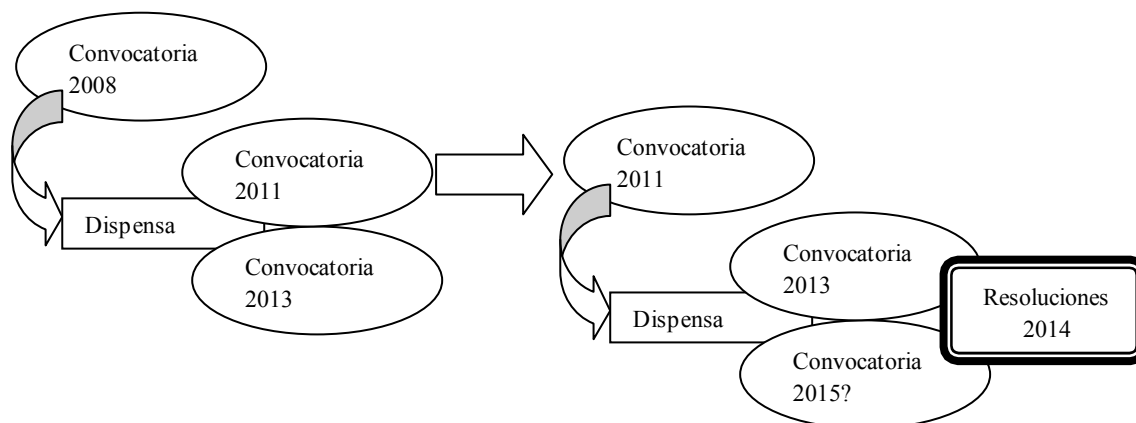 Convocatoria
2008
Convocatoria
2011
Dispensa
Convocatoria
2013
Convocatoria
2011
Convocatoria
2013
Dispensa
Convocatoria
2015?
Resoluciones
2014